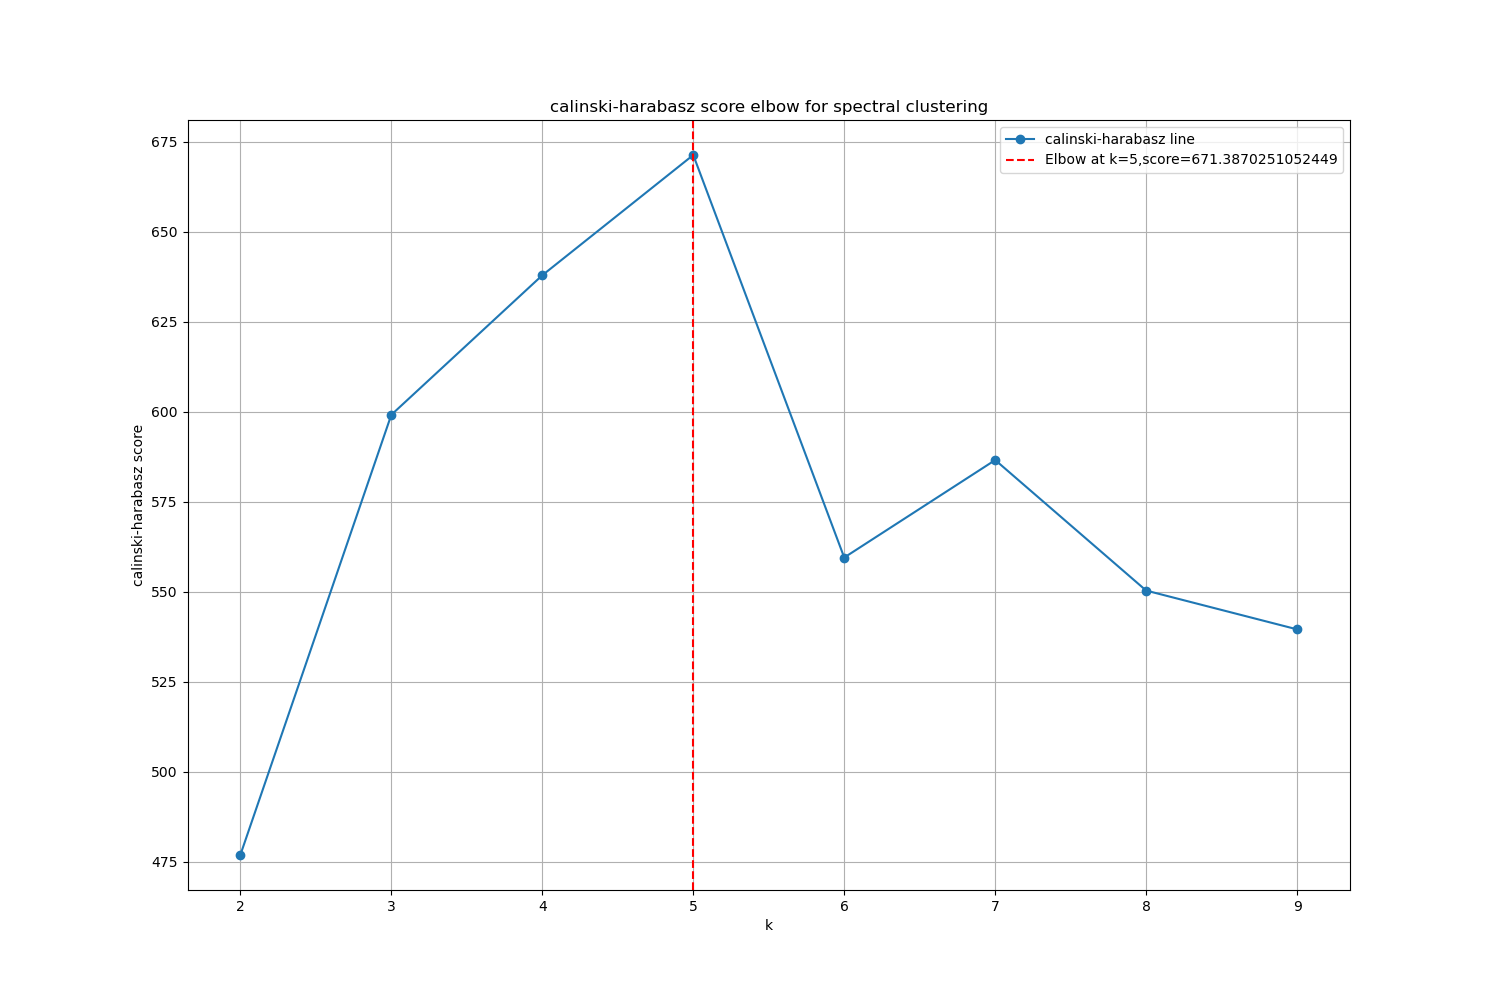 calinski-harabasz score elbow for spectral clustering
calinski-harabasz line
Elbow at k=5,score=671.3870251052449
calinski-harabasz score
675
650
625
600
575
550
525
500
475
2 3 4 5 6 7 8 9
k